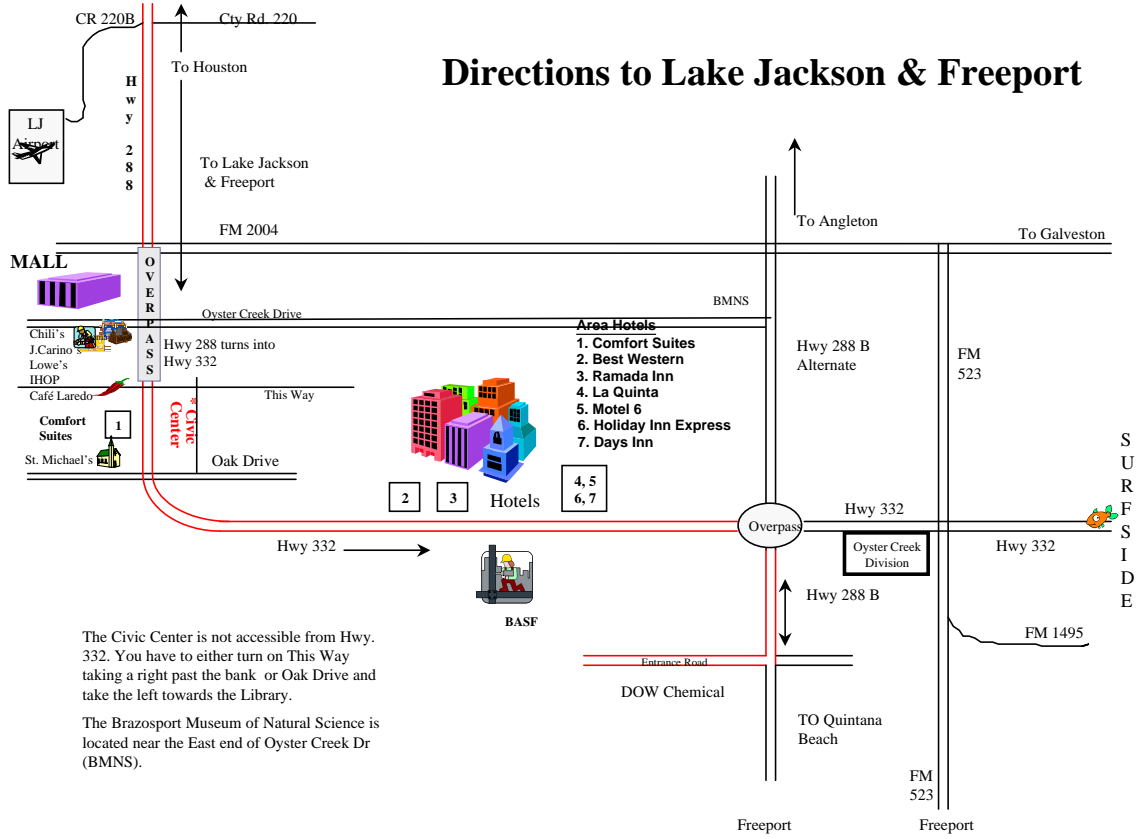 CR 220B
Cty Rd. 220
To Houston
Directions to Lake Jackson & Freeport
Hwy 288
LJ
Airport
To Lake Jackson
& Freeport
To Angleton
FM 2004
To Galveston
MALL
OVERPASS
BMNS
Oyster Creek Drive
Chili's
J.Carino's
Lowe's
IHOP
Café Laredo
Hwy 288 turns into
Hwy 332
This Way
Area Hotels
1. Comfort Suites
2. Best Western
3. Ramada Inn
4. La Quinta
5. Motel 6
6. Holiday Inn Express
7. Days Inn
Hwy 288 B
Alternate
FM
523
Comfort
Suites
1
* Civic
Center
St. Michael's
Oak Drive
2
3
Hotels
4, 5
6, 7
SURFSIDE
Overpass
Hwy 332
Hwy 332
Oyster Creek
Division
Hwy 332
BASF
Hwy 288 B
FM 1495
Entrance Road
DOW Chemical
The Civic Center is not accessible from Hwy.
332. You have to either turn on This Way
taking a right past the bank or Oak Drive and
take the left towards the Library.
The Brazosport Museum of Natural Science is
located near the East end of Oyster Creek Dr
(BMNS).
TO Quintana
Beach
FM
523
Freeport
Freeport